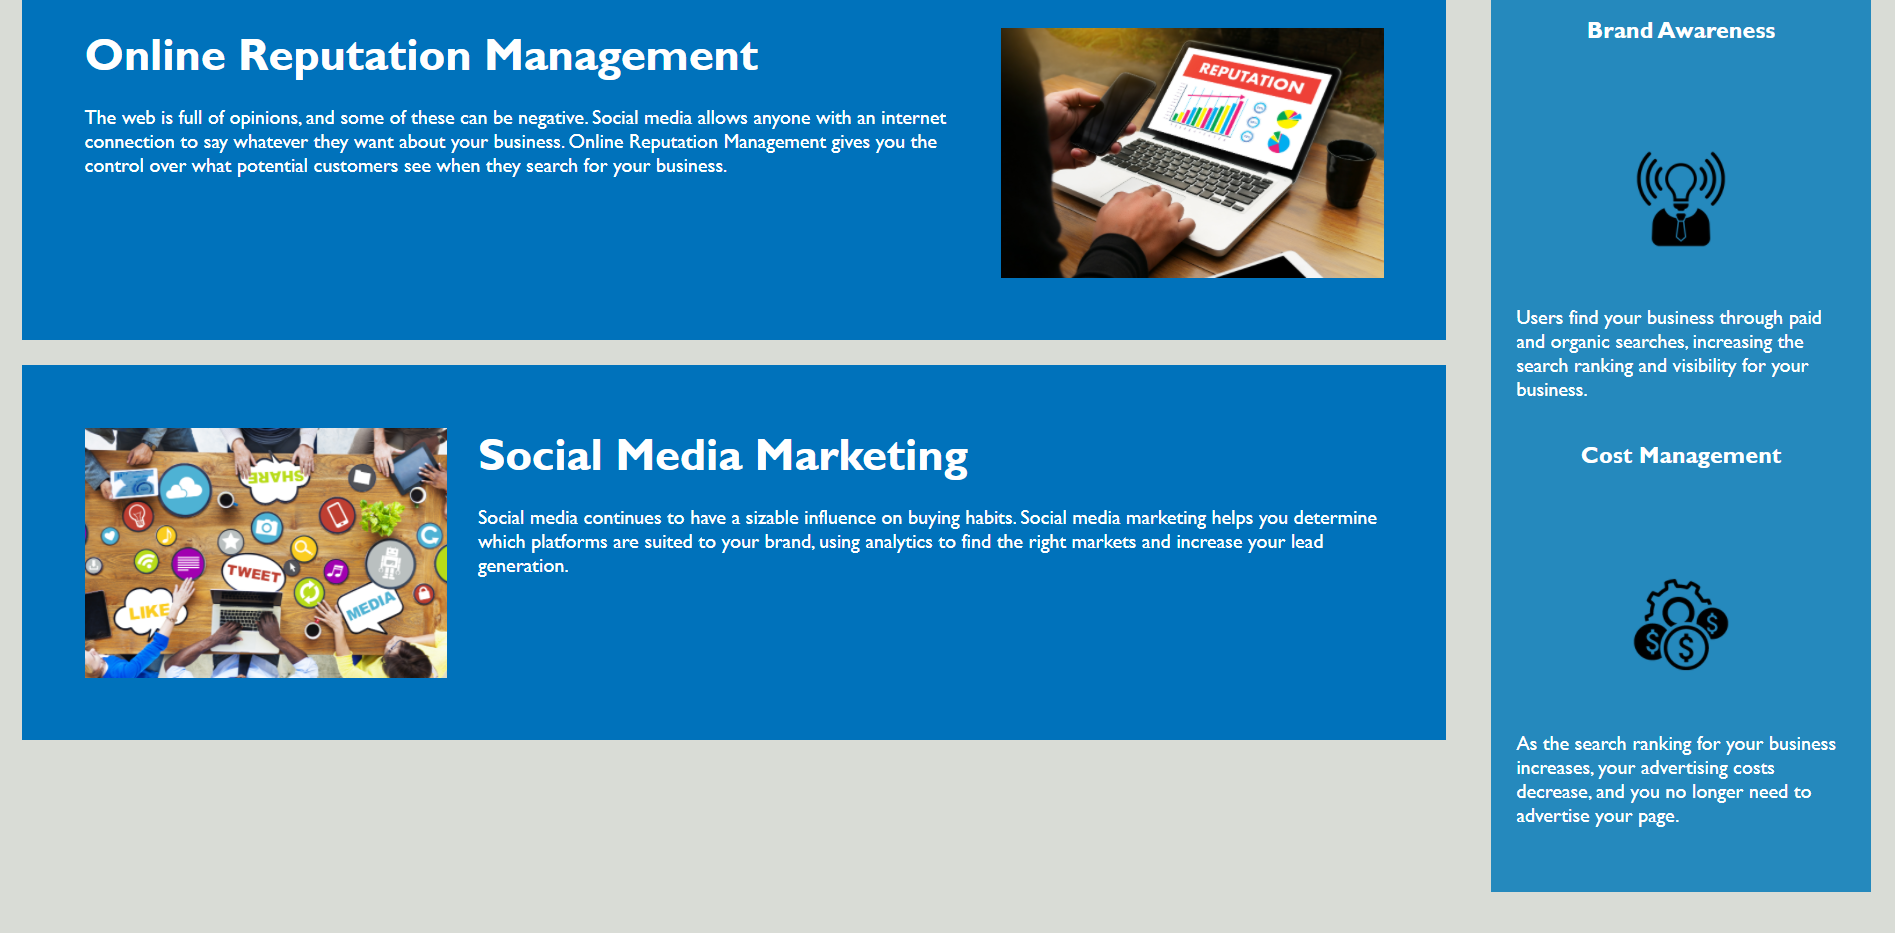 Online Reputation Management
The web is full of opinions, and some of these can be negative. Social media allows anyone with an internet
connection to say whatever they want about your business. Online Reputation Management gives you the
control over what potential customers see when they search for your business.
REPUTATION
SHARE
TWEET
LIKE
MEDIA
Social Media Marketing
Social media continues to have a sizable influence on buying habits. Social media marketing helps you determine
which platforms are suited to your brand, using analytics to find the right markets and increase your lead
generation.
Brand Awareness
Users find your business through paid
and organic searches, increasing the
search ranking and visibility for your
business.
Cost Management
$
$
$
As the search ranking for your business
increases, your advertising costs
decrease, and you no longer need to
advertise your page.